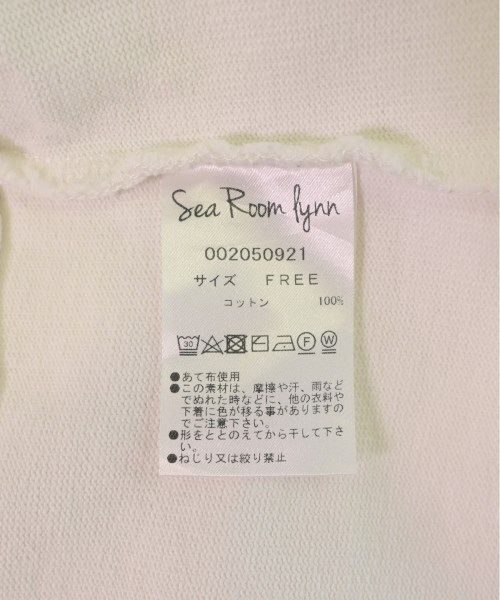 Sea Room lynn
002050921
サイズ FREE
コットン 100%
30 F W
●あて布使用
●この素材は、摩擦や汗、雨など
でぬれた時などに、他の衣料や
下着に色が移る事がありますの
でご注意下さい。
●形をととのえてから干して下さ
い。
●ねじり又は絞り禁止